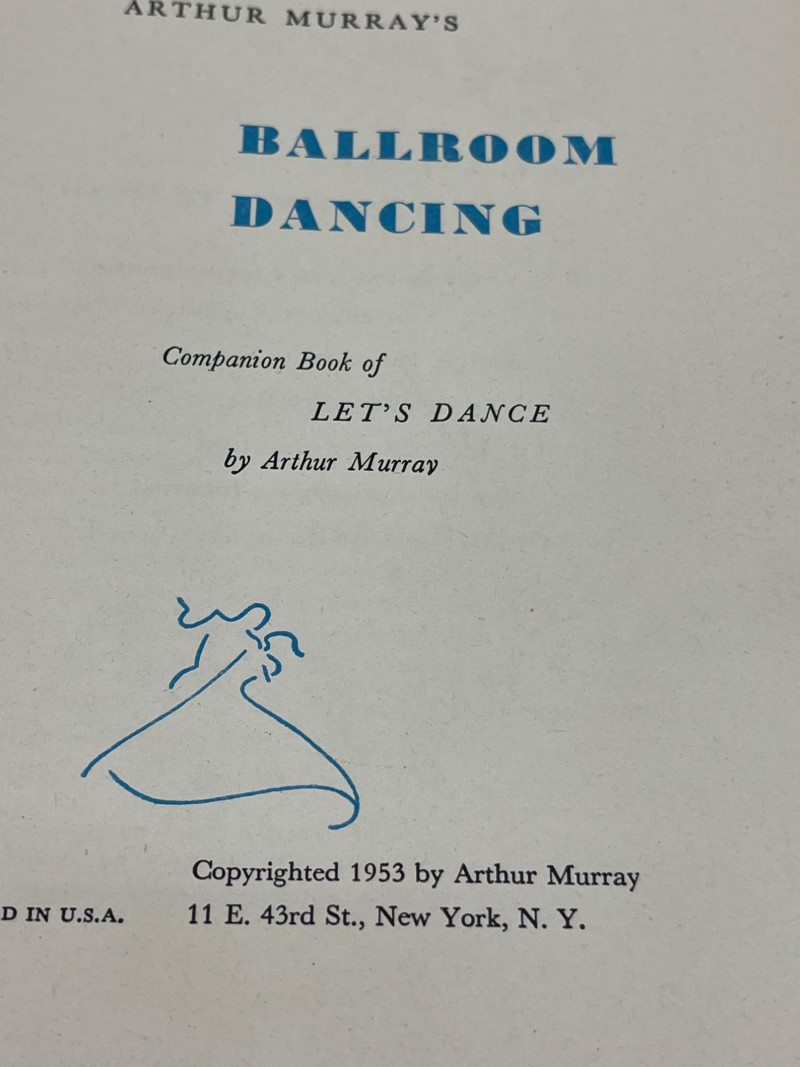 ARTHUR MURRAY'S
BALLROOM
DANCING
Companion Book of
LET'S DANCE
by Arthur Murray
Copyrighted 1953 by Arthur Murray
D IN U.S.A. 11 E. 43rd St., New York, N. Y.